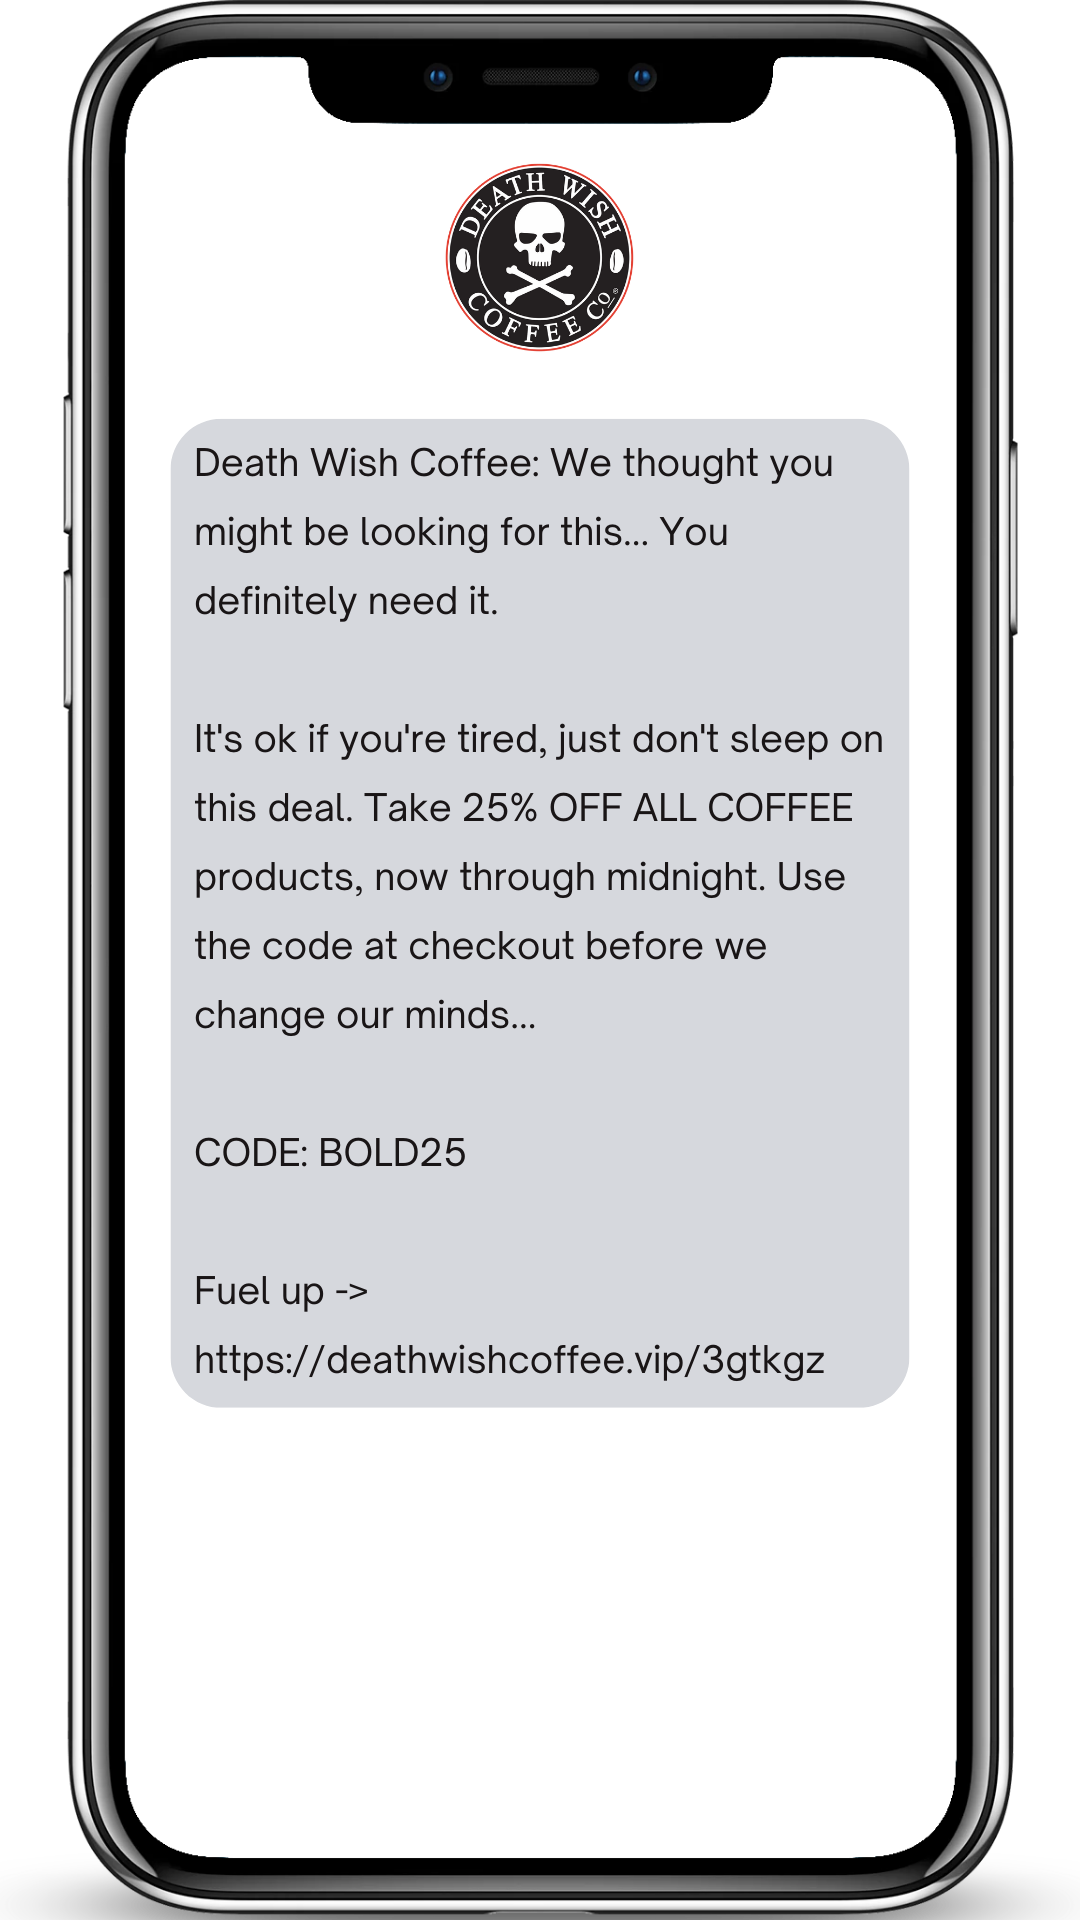 DEATH WISH
COFFEE CO.®
Death Wish Coffee: We thought you
might be looking for this... You
definitely need it.
It's ok if you're tired, just don't sleep on
this deal. Take 25% OFF ALL COFFEE
products, now through midnight. Use
the code at checkout before we
change our minds...
CODE: BOLD25
Fuel up ->
https://deathwishcoffee.vip/3gtkgz